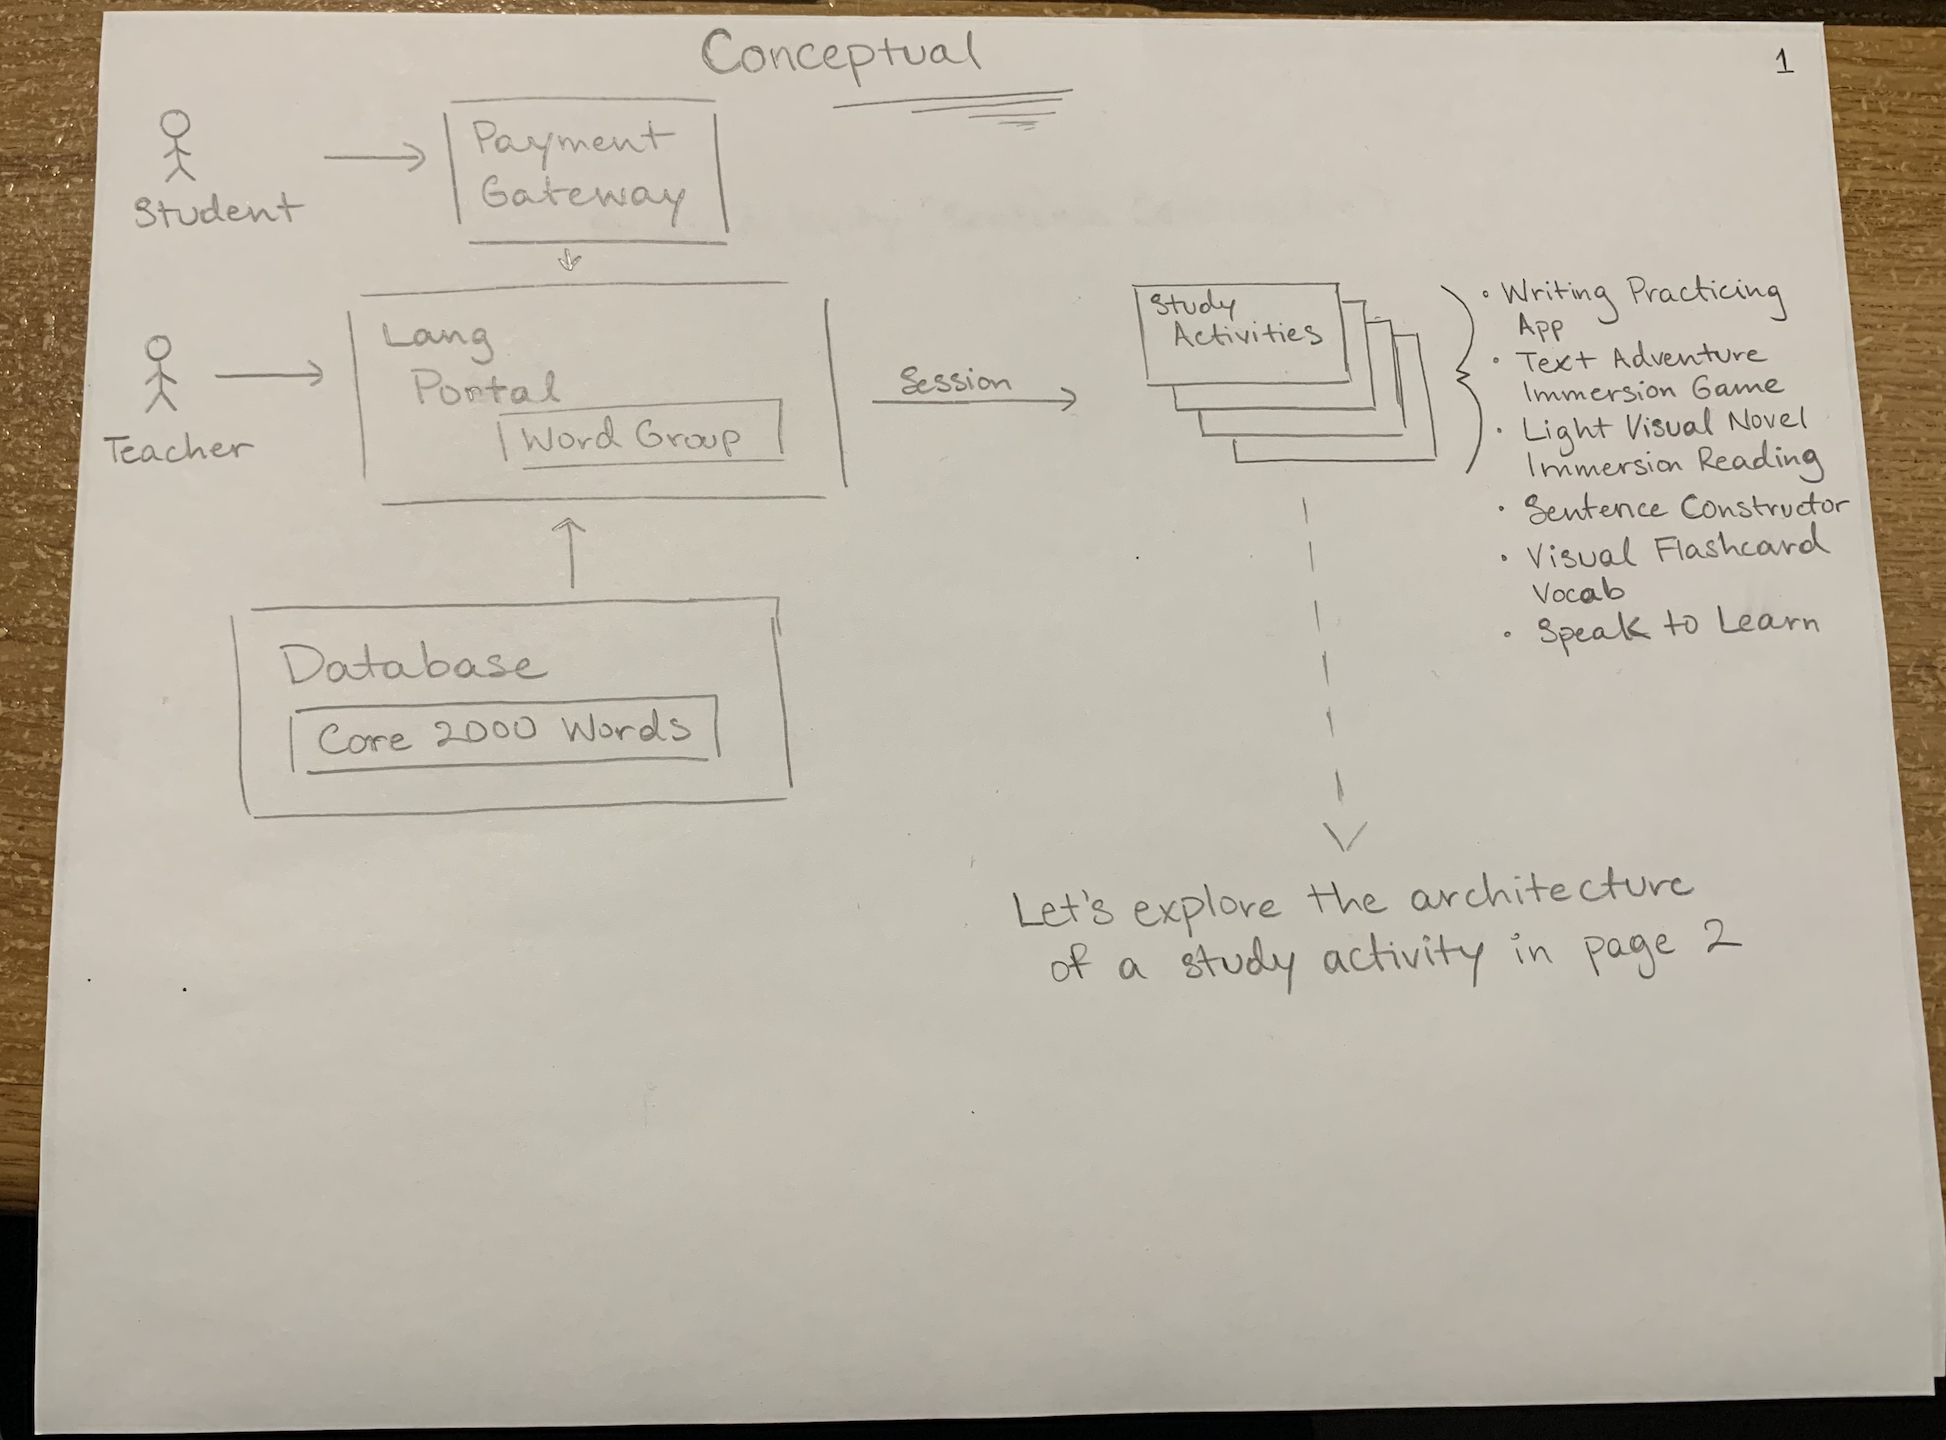 Conceptual
1
Student
Payment
Gateway
Teacher
Lang
Portal
Word Group
Session
Study
Activities
• Writing Practicing
App
• Text Adventure
Immersion Game
• Light Visual Novel
Immersion Reading
• Sentence Constructor
• Visual Flashcard
Vocab
• Speak to Learn
Database
Core 2000 Words
Let's explore the architecture
of a study activity in page 2